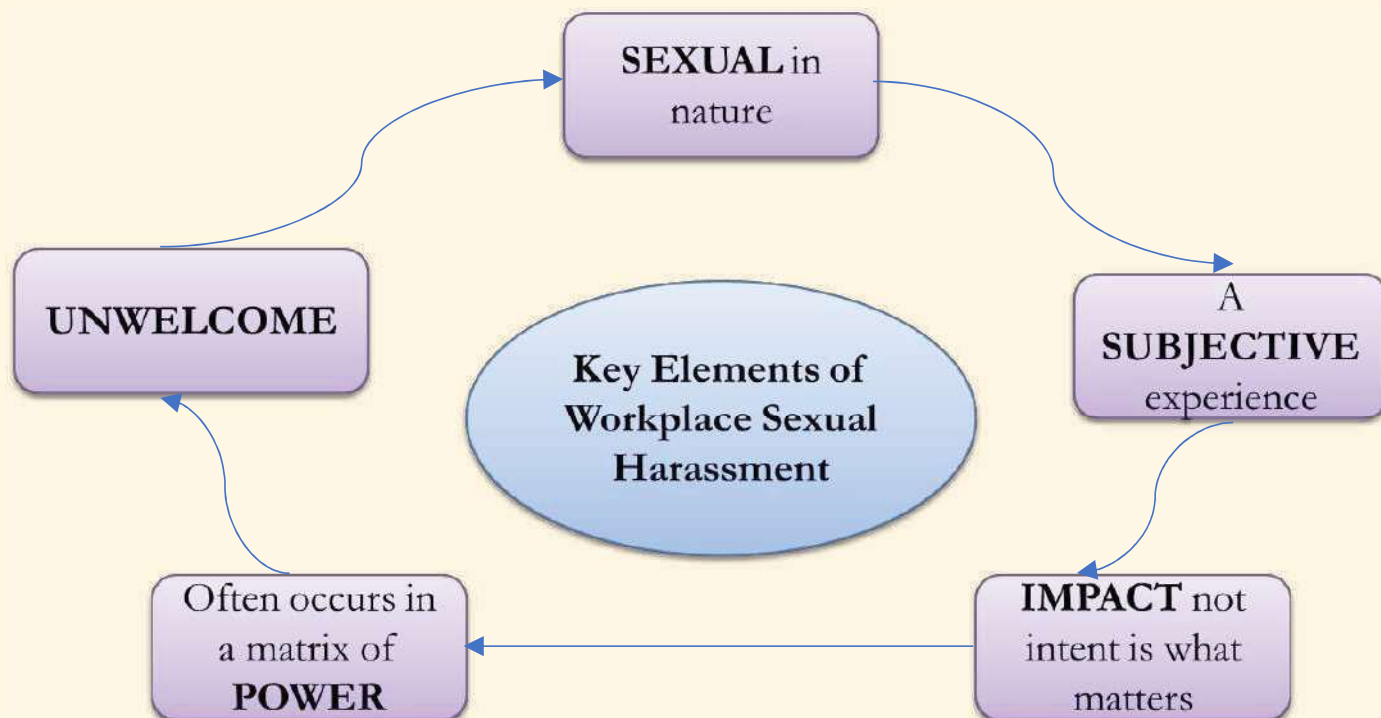 SEXUAL in
nature
A
SUBJECTIVE
experience
IMPACT not
intent is what
matters
Often occurs in
a matrix of
POWER
UNWELCOME
Key Elements of
Workplace Sexual
Harassment